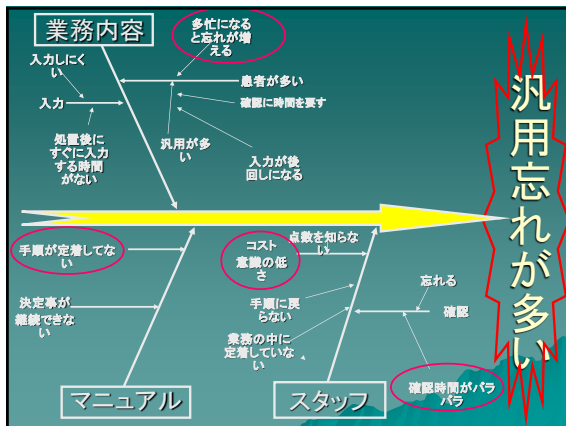 業務内容
多忙になる
と忘れが増
える
入力しにく
い
患者が多い
入力
確認に時間を要す
処置後に
すぐに入力
する時間
がない
汎用が多
い
入力が後
回しになる
汎用忘れが多い
手順が定着してな
い
コスト
意識の低
さ
点数を知らな
い
決定事が
継続できな
い
手順に戻
らない
忘れる
確認
業務の中に
定着していな
い
確認時間がバラ
バラ
マニュアル
スタッフ